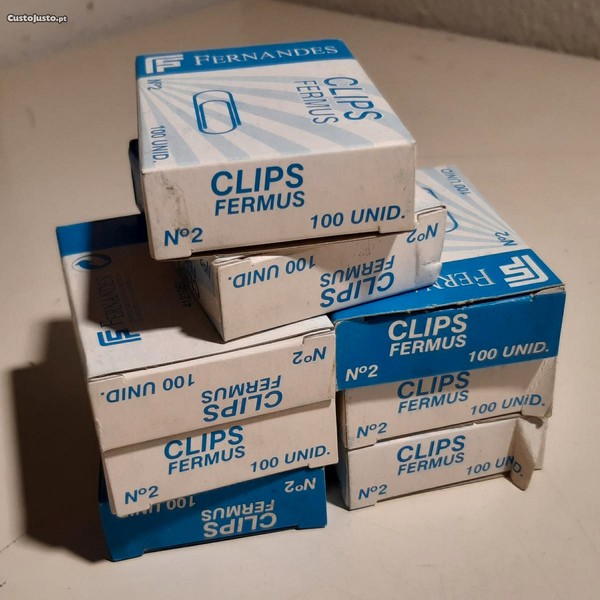 CustoJusto.pt
FERNANDES
CLIPS
FERMUS
Nº2
100 UNID.
CLIPS
FERMUS
Nº2 100 UNID.
Nº2
100 UNID.
CLIPS
FERMUS
100 UNID.
Nº2
FERNANDES
CLIPS
FERMUS
Nº2 100 UNID.
Nº2
100 UNID.
CLIPS
FERMUS
CLIPS
FERMUS
Nº2 100 UNID.
CLIPS
FERMUS
Nº2 100 UNID.
CLIPS
FERMUS
Nº2 100 UNID.
Nº2
100 UNID.
CLIPS
FERMUS